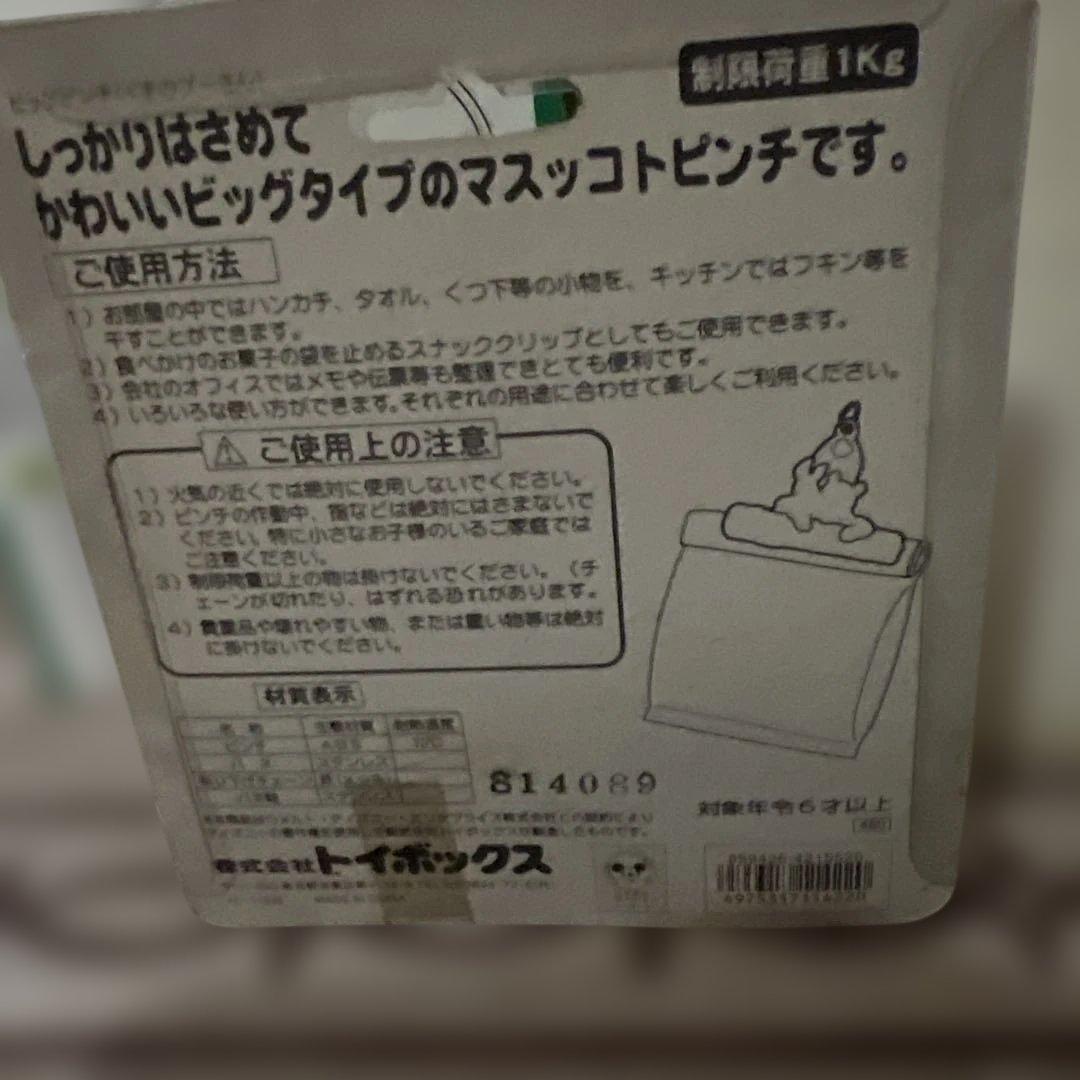 制限荷重1Kg
しっかりはさめて
かわいいビッグタイプのマスッコトピンチです。
ご使用方法
1）お部屋の中ではハンカチ、タオル、くつ下等の小物を、キッチンではフキン等を
干すことができます。
2）食べかけのお菓子の袋を止めるスナッククリップとしてもご使用できます。
3）会社のオフィスではメモや伝票等も整理できとても便利です。
4）いろいろな使い方ができます。それぞれの用途に合わせて楽しくご利用ください。
ご使用上の注意
1）火気の近くでは絶対に使用しないでください。
2）ピンチの作動中、指などは絶対にはさまないで
ください。特に小さなお子様のいるご家庭では
ご注意ください。
3）制限荷重以上の物は掛けないでください。（チ
ェーンが切れたり、はずれる恐れがあります。
4）貴重品や壊れやすい物、または重い物等は絶対
に掛けないでください。
材質表示
ピンチ ABS
バネ ステンレス
814089
対象年令6才以上
株式会社トイボックス